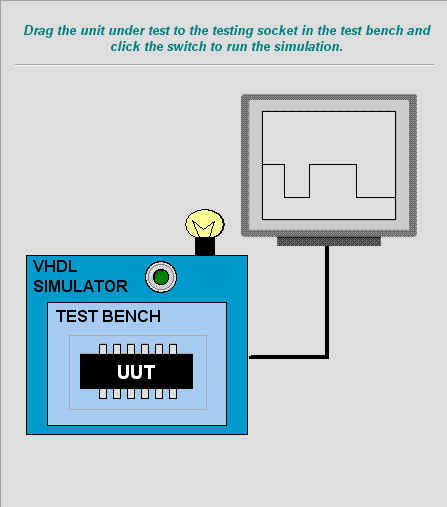 Drag the unit under test to the testing socket in the test bench and
click the switch to run the simulation.
VHDL
SIMULATOR
TEST BENCH
UUT